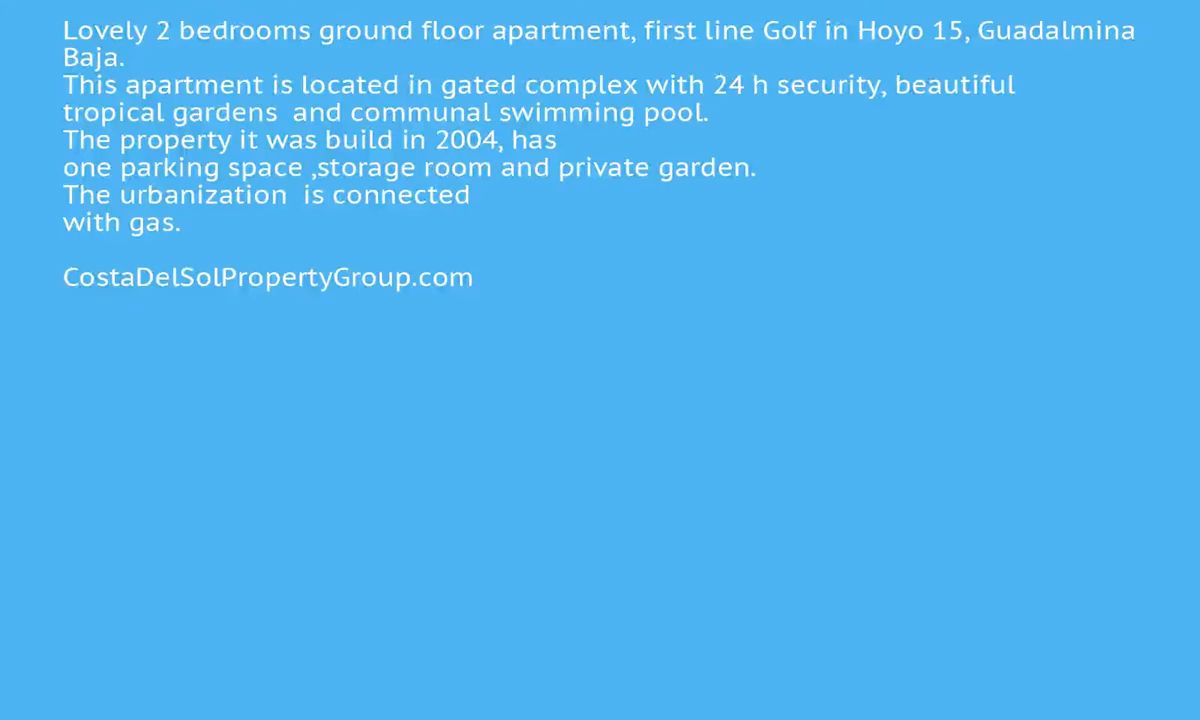 Lovely 2 bedrooms ground floor apartment, first line Golf in Hoyo 15, Guadalmina
Baja.
This apartment is located in gated complex with 24 h security, beautiful
tropical gardens  and communal swimming pool.
The property it was build in 2004, has
one parking space ,storage room and private garden.
The urbanization  is connected
with gas.

CostaDelSolPropertyGroup.com